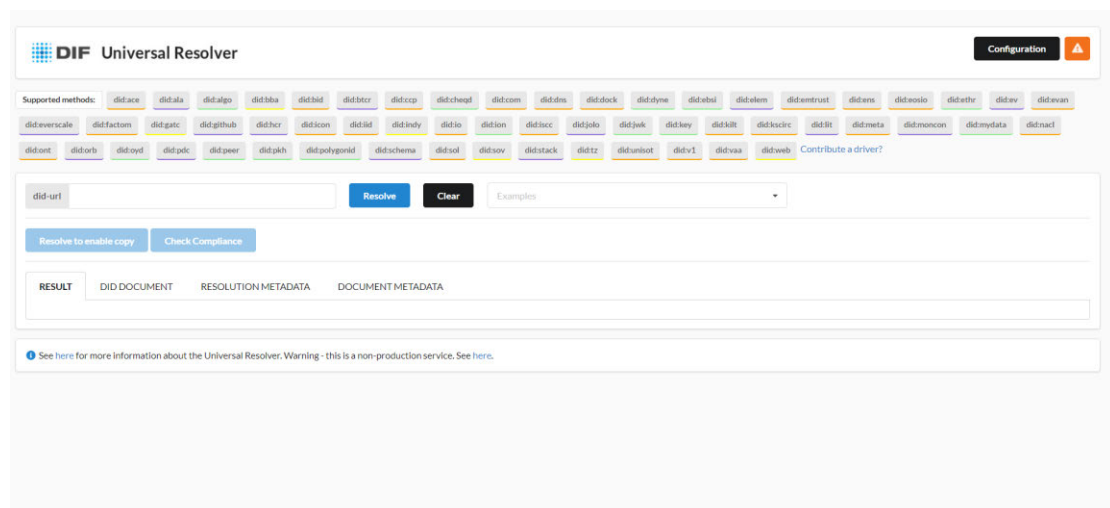 DIF Universal Resolver Configuration
Supported methods: did:ace did:ala did:algo did:bba did:bid did:btcr did:ccp did:cheqd did:com did:dns did:dock did:dyne did:ebsi did:elem did:emtrust did:ens did:eosio did:ethr did:ev did:evan
did:everscale did:factom did:gatc did:github did:hcr did:icon did:iid did:indy did:io did:ion did:iscc did:jolo did:jwk did:key did:kilt did:kscirc did:lit did:meta did:moncon did:mydata did:nacl
did:ont did:orb did:oyd did:pdc did:peer did:pkh did:polygonid did:schema did:sol did:sov did:stack did:tz did:unisot did:v1 did:vaa did:web Contribute a driver?
did-url Resolve Clear Examples
Resolve to enable copy Check Compliance
RESULT DID DOCUMENT RESOLUTION METADATA DOCUMENT METADATA
See here for more information about the Universal Resolver. Warning - this is a non-production service. See here.